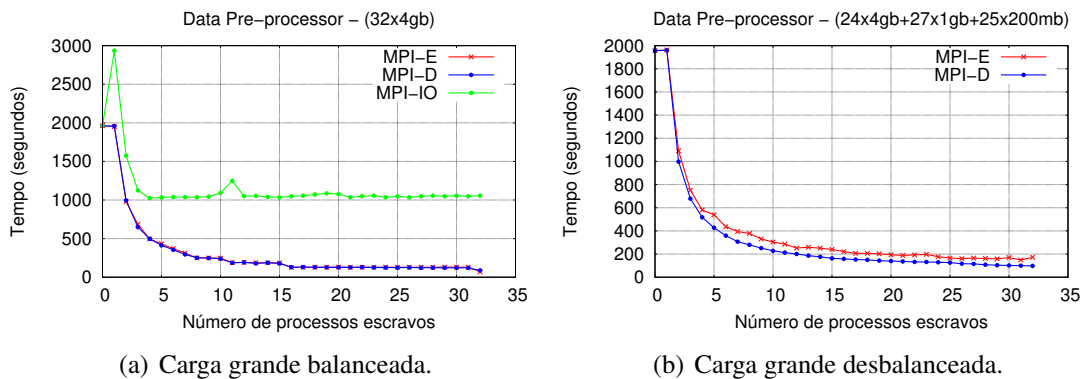 Data Pre-processor - (32x4gb)
3000
2500
2000
1500
1000
500
0
0 5 10 15 20 25 30 35
Tempo (segundos)
Número de processos escravos
MPI-E
MPI-D
MPI-IO
(a) Carga grande balanceada.
Data Pre-processor - (24x4gb+27x1gb+25x200mb)
2000
1800
1600
1400
1200
1000
800
600
400
200
0
0 5 10 15 20 25 30 35
Tempo (segundos)
Número de processos escravos
MPI-E
MPI-D
(b) Carga grande desbalanceada.